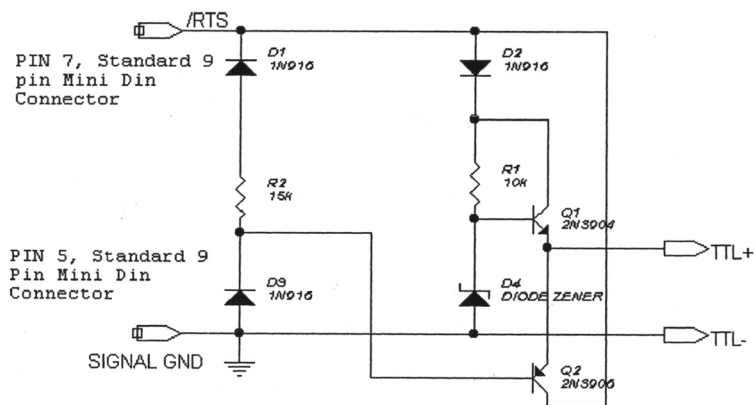 /RTS
PIN 7, Standard 9
pin Mini Din
Connector
D1
1N916
D2
1N916
R2
15k
R1
10k
Q1
2N3904
PIN 5, Standard 9
Pin Mini Din
Connector
TTL+
D3
1N916
D4
DIODE ZENER
SIGNAL GND
TTL-
Q2
2N3906